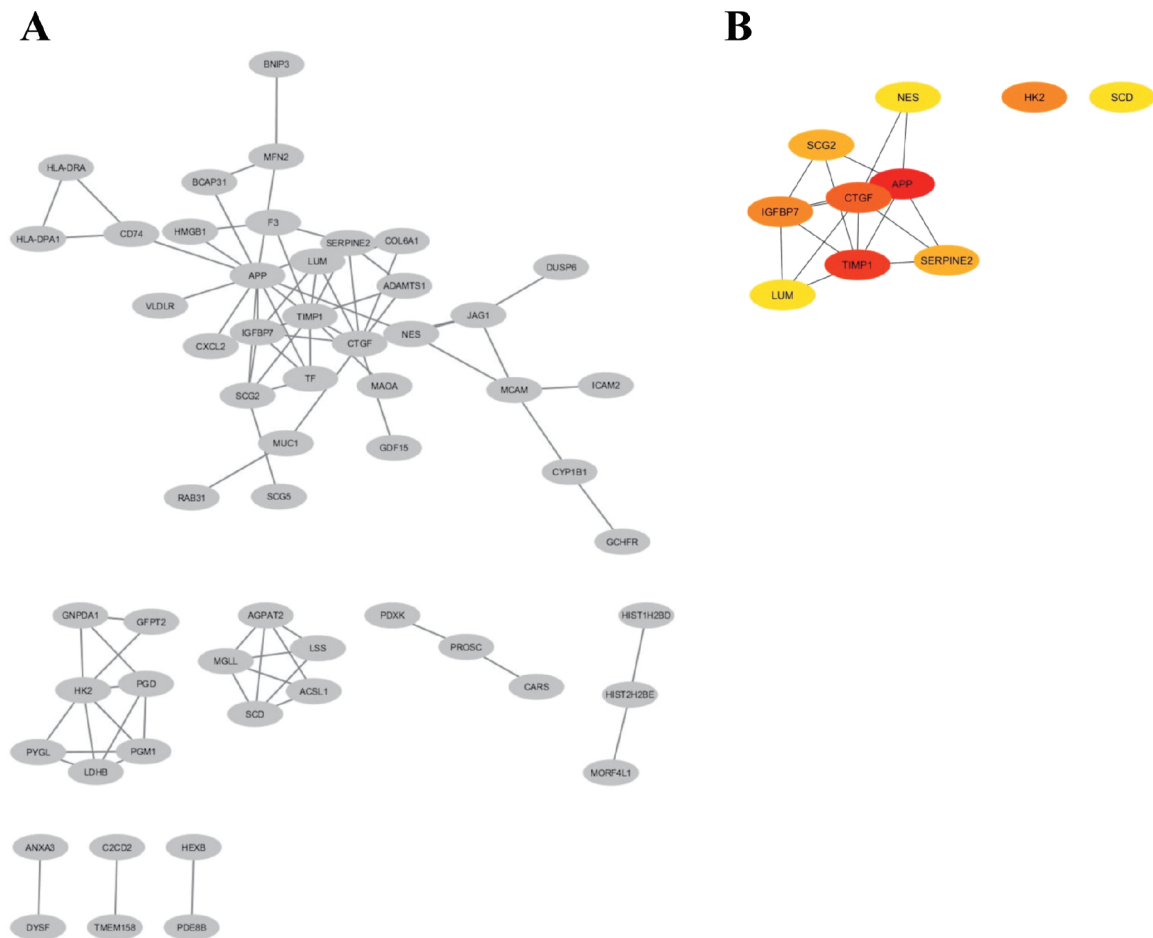 A
B
BNIP3
NES
HK2
SCD
MFN2
SCG2
HLA-DRA
BCAP31
APP
CTGF
IGFBP7
F3
HMGB1
CD74
HLA-DPA1
SERPINE2
COL6A1
LUM
TIMP1
SERPINE2
APP
DUSP6
ADAMTS1
LUM
VLDLR
TIMP1
JAG1
IGFBP7
NES
CXCL2
CTGF
TF
MAOA
MCAM
ICAM2
SCG2
MUC1
GDF15
CYP1B1
RAB31
SCG5
GCHFR
GNPDA1
GFPT2
AGPAT2
PDXK
HIST1H2BD
LSS
PROSC
MGLL
HK2
PGD
ACSL1
CARS
HIST2H2BE
SCD
PYGL
PGM1
LDHB
MORF4L1
ANXA3
C2CD2
HEXB
DYSF
TMEM158
PDE8B